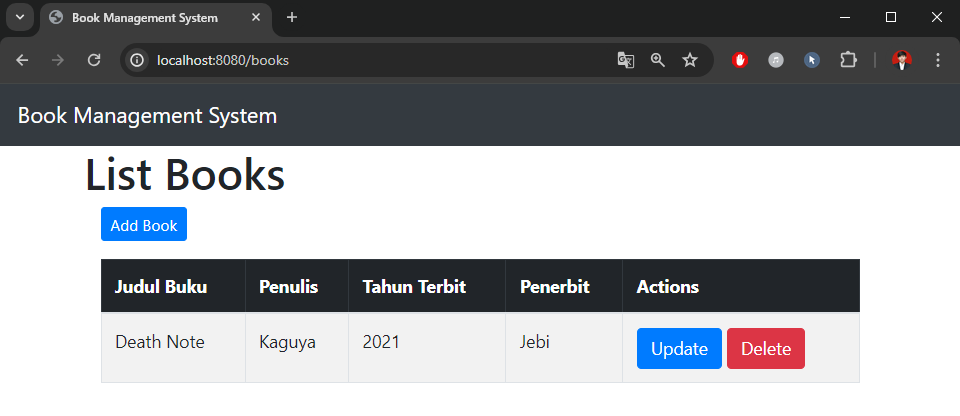 Book Management System
localhost:8080/books
Book Management System
List Books
Add Book
Judul Buku Penulis Tahun Terbit Penerbit Actions
Death Note Kaguya 2021 Jebi Update Delete